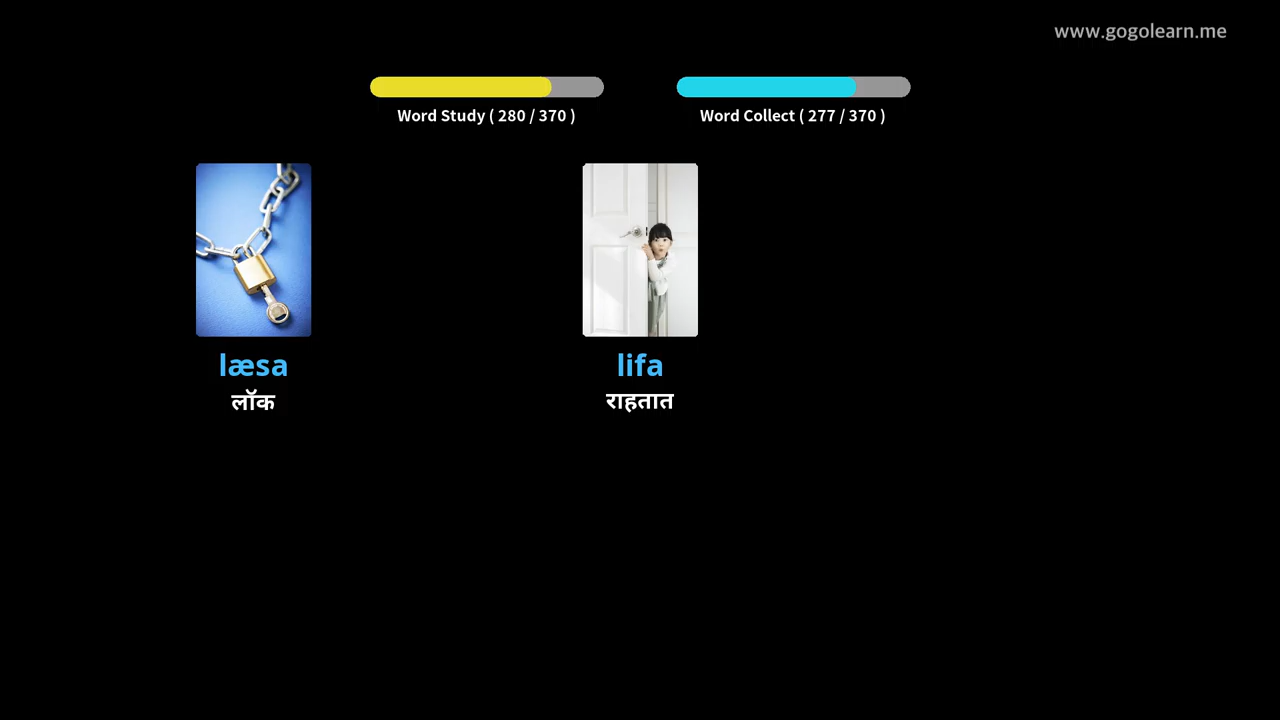 www.gogolearn.me
Word Study ( 280 / 370 )
Word Collect ( 277 / 370 )
læsa
लॉक
lifa
राहतात